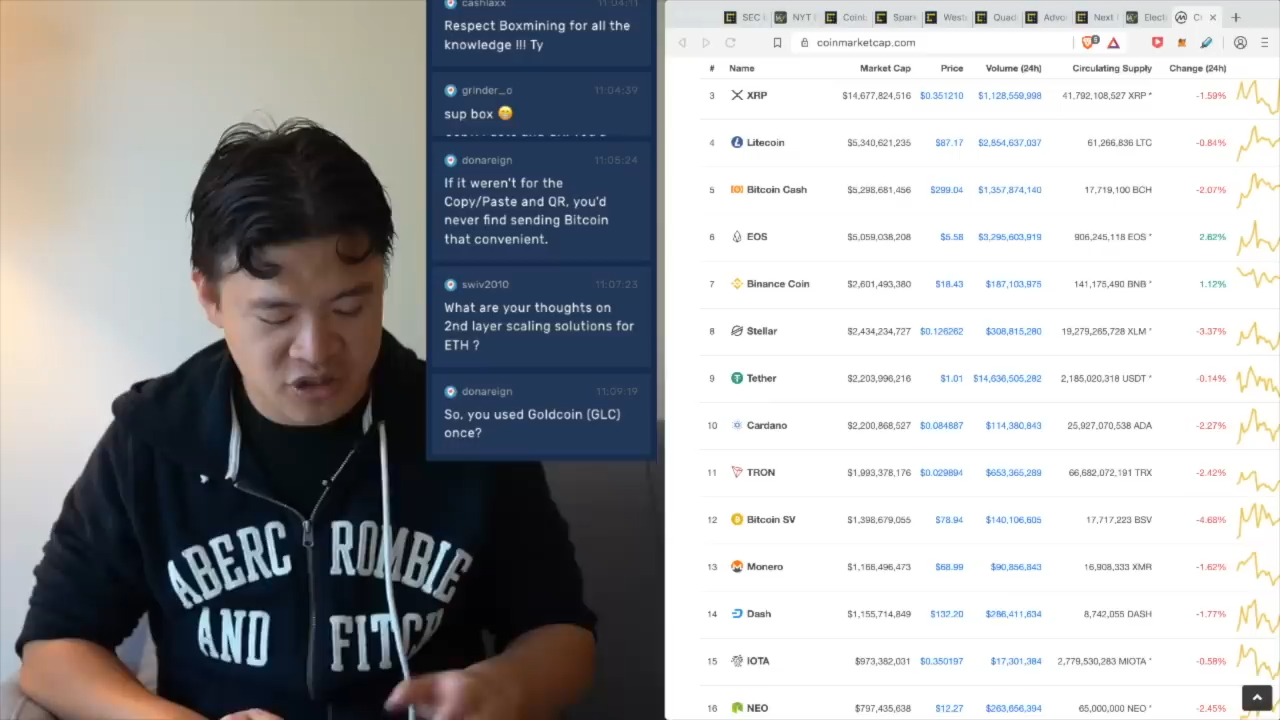 cashlaxx 11:04:11
Respect Boxmining for all the
knowledge !!! Ty
grinder_o 11:04:39
sup box 😁
donareign 11:05:24
If it weren't for the
Copy/Paste and QR, you'd
never find sending Bitcoin
that convenient.
swiv2010 11:07:23
What are your thoughts on
2nd layer scaling solutions for
ETH ?
donareign 11:09:19
So, you used Goldcoin (GLC)
once?
ABERCROMBIE
AND FITCH
SEC NYT Coinb Spark West Quad Advo Next Elect C
coinmarketcap.com
# Name Market Cap Price Volume (24h) Circulating Supply Change (24h)
3 XRP $14,677,824,516 $0.351210 $1,128,559,998 41,792,108,527 XRP * -1.59%
4 Litecoin $5,340,621,235 $87.17 $2,854,637,037 61,266,836 LTC -0.84%
5 Bitcoin Cash $5,298,681,456 $299.04 $1,357,874,140 17,719,100 BCH -2.07%
6 EOS $5,059,038,208 $5.58 $3,295,603,919 906,245,118 EOS * 2.62%
7 Binance Coin $2,601,493,380 $18.43 $187,103,975 141,175,490 BNB * 1.12%
8 Stellar $2,434,234,727 $0.126262 $308,815,280 19,279,265,728 XLM * -3.37%
9 Tether $2,203,996,216 $1.01 $14,636,505,282 2,185,020,318 USDT * -0.14%
10 Cardano $2,200,868,527 $0.084887 $114,380,843 25,927,070,538 ADA -2.27%
11 TRON $1,993,378,176 $0.029894 $653,365,289 66,682,072,191 TRX -2.42%
12 Bitcoin SV $1,398,679,055 $78.94 $140,106,605 17,717,223 BSV -4.68%
13 Monero $1,166,496,473 $68.99 $90,856,843 16,908,333 XMR -1.62%
14 Dash $1,155,714,849 $132.20 $286,411,634 8,742,055 DASH -1.77%
15 IOTA $973,382,031 $0.350197 $17,301,384 2,779,530,283 MIOTA * -0.58%
16 NEO $797,435,638 $12.27 $263,656,394 65,000,000 NEO * -2.45%